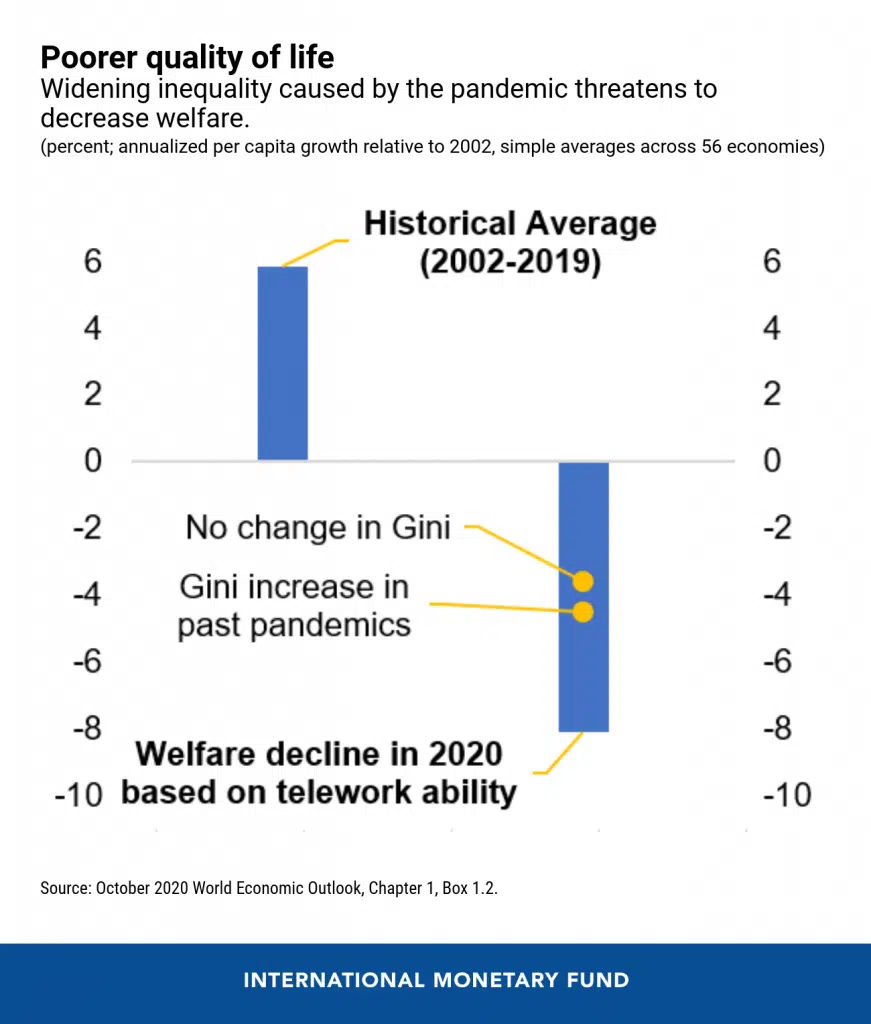 Poorer quality of life
Widening inequality caused by the pandemic threatens to
decrease welfare.
(percent; annualized per capita growth relative to 2002, simple averages across 56 economies)
Historical Average
(2002-2019)
6
6
4
4
2
2
0
0
No change in Gini
-2
-2
Gini increase in
past pandemics
-4
-4
-6
-6
-8
-8
Welfare decline in 2020
based on telework ability
-10
-10
Source: October 2020 World Economic Outlook, Chapter 1, Box 1.2.
INTERNATIONAL MONETARY FUND